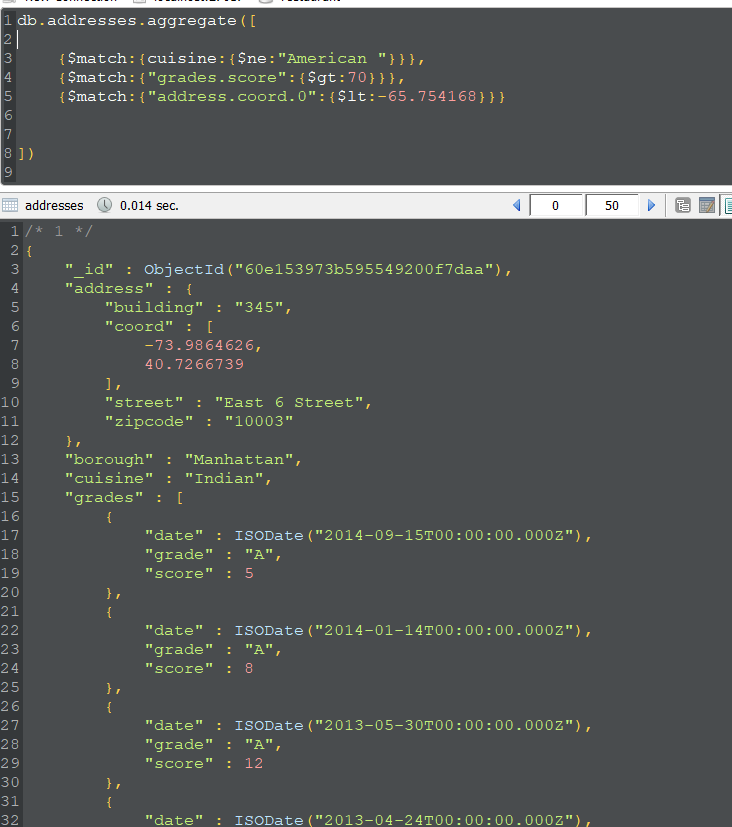 1 db.addresses.aggregate([
2
3     {$match:{cuisine:{$ne:"American "}}},
4     {$match:{"grades.score":{$gt:70}}},
5     {$match:{"address.coord.0":{$lt:-65.754168}}}
6
7
8 ])
9
addresses 0.014 sec. 0 50
1 /* 1 */
2 {
3     "_id" : ObjectId("60e153973b595549200f7daa"),
4     "address" : {
5         "building" : "345",
6         "coord" : [
7             -73.9864626,
8             40.7266739
9         ],
10         "street" : "East 6 Street",
11         "zipcode" : "10003"
12     },
13     "borough" : "Manhattan",
14     "cuisine" : "Indian",
15     "grades" : [
16         {
17             "date" : ISODate("2014-09-15T00:00:00.000Z"),
18             "grade" : "A",
19             "score" : 5
20         },
21         {
22             "date" : ISODate("2014-01-14T00:00:00.000Z"),
23             "grade" : "A",
24             "score" : 8
25         },
26         {
27             "date" : ISODate("2013-05-30T00:00:00.000Z"),
28             "grade" : "A",
29             "score" : 12
30         },
31         {
32             "date" : ISODate("2013-04-24T00:00:00.000Z"),